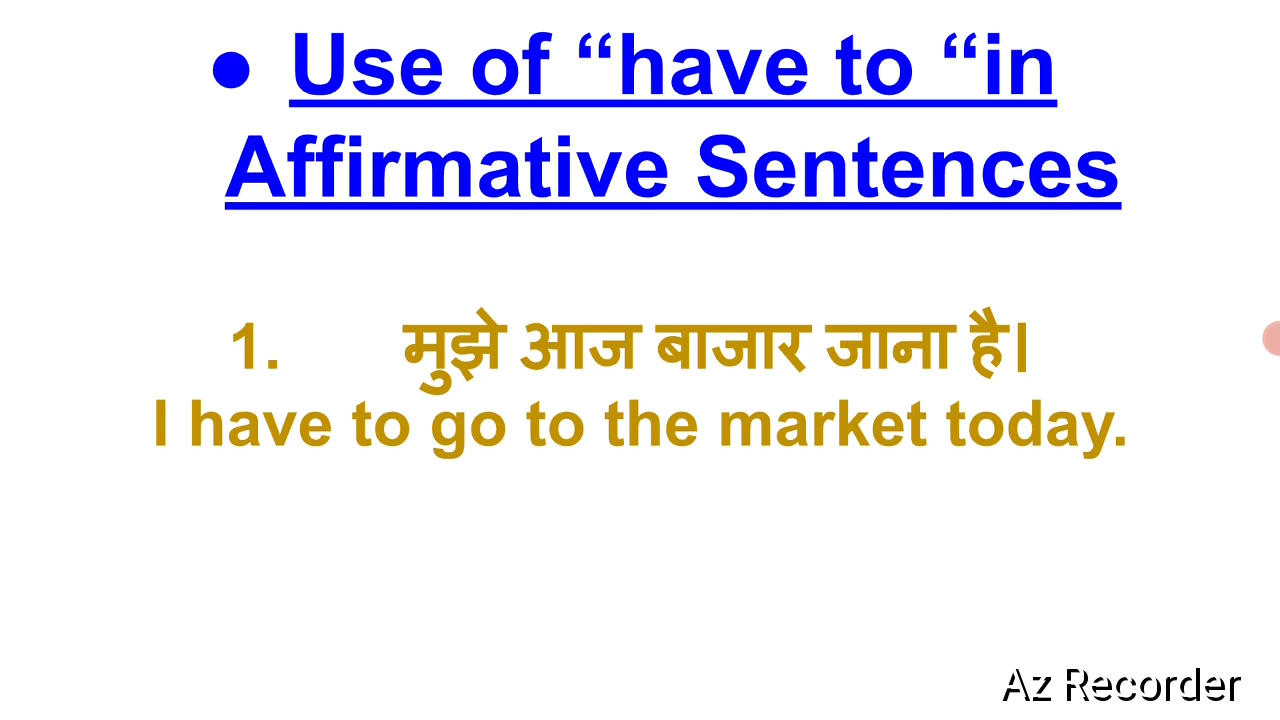 ● Use of “have to “in
Affirmative Sentences
1. मुझे आज बाजार जाना है।
I have to go to the market today.
Az Recorder